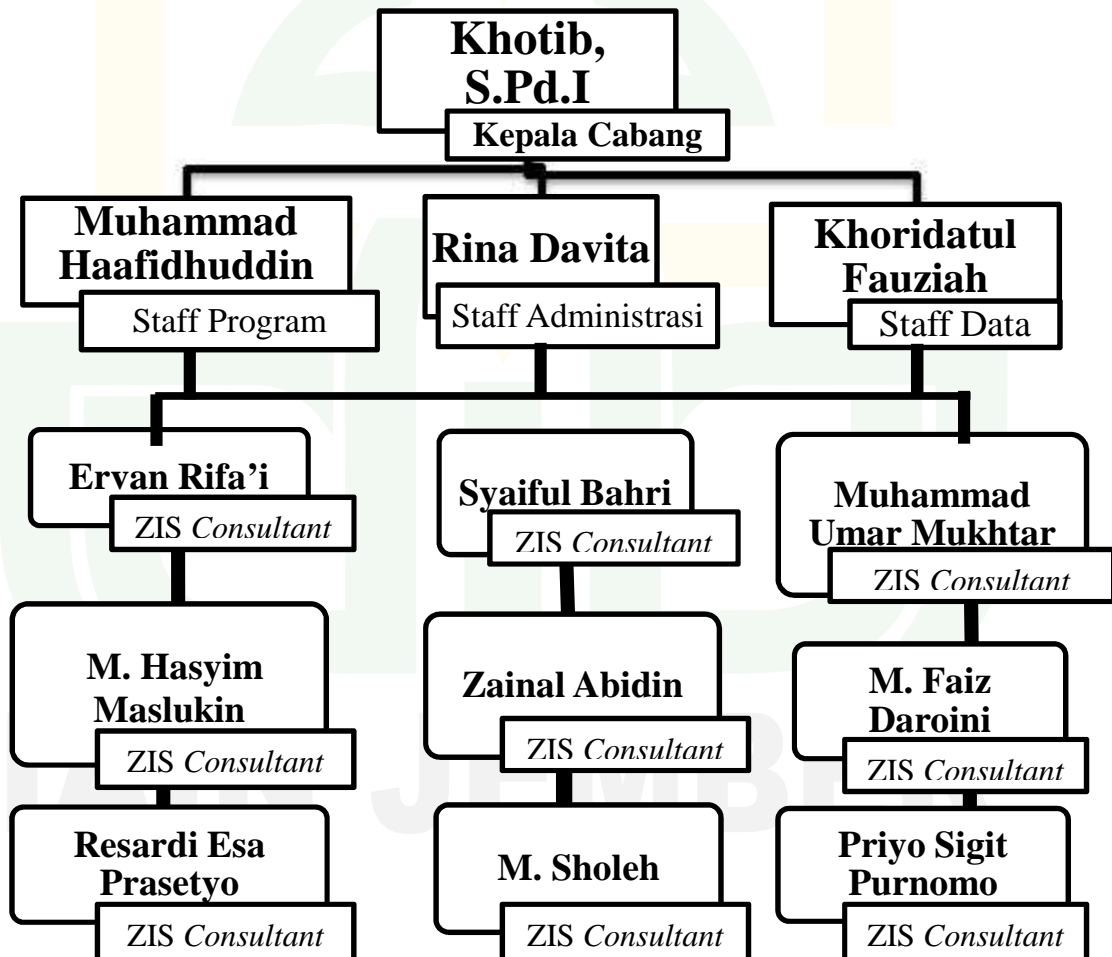 Khotib,
S.Pd.I
Kepala Cabang
Muhammad
Haafidhuddin
Staff Program
Rina Davita
Staff Administrasi
Khoridatul
Fauziah
Staff Data
Ervan Rifa’i
ZIS Consultant
Syaiful Bahri
ZIS Consultant
Muhammad
Umar Mukhtar
ZIS Consultant
M. Hasyim
Maslukin
ZIS Consultant
Zainal Abidin
ZIS Consultant
M. Faiz
Daroini
ZIS Consultant
Resardi Esa
Prasetyo
ZIS Consultant
M. Sholeh
ZIS Consultant
Priyo Sigit
Purnomo
ZIS Consultant
IAIN JEMBER